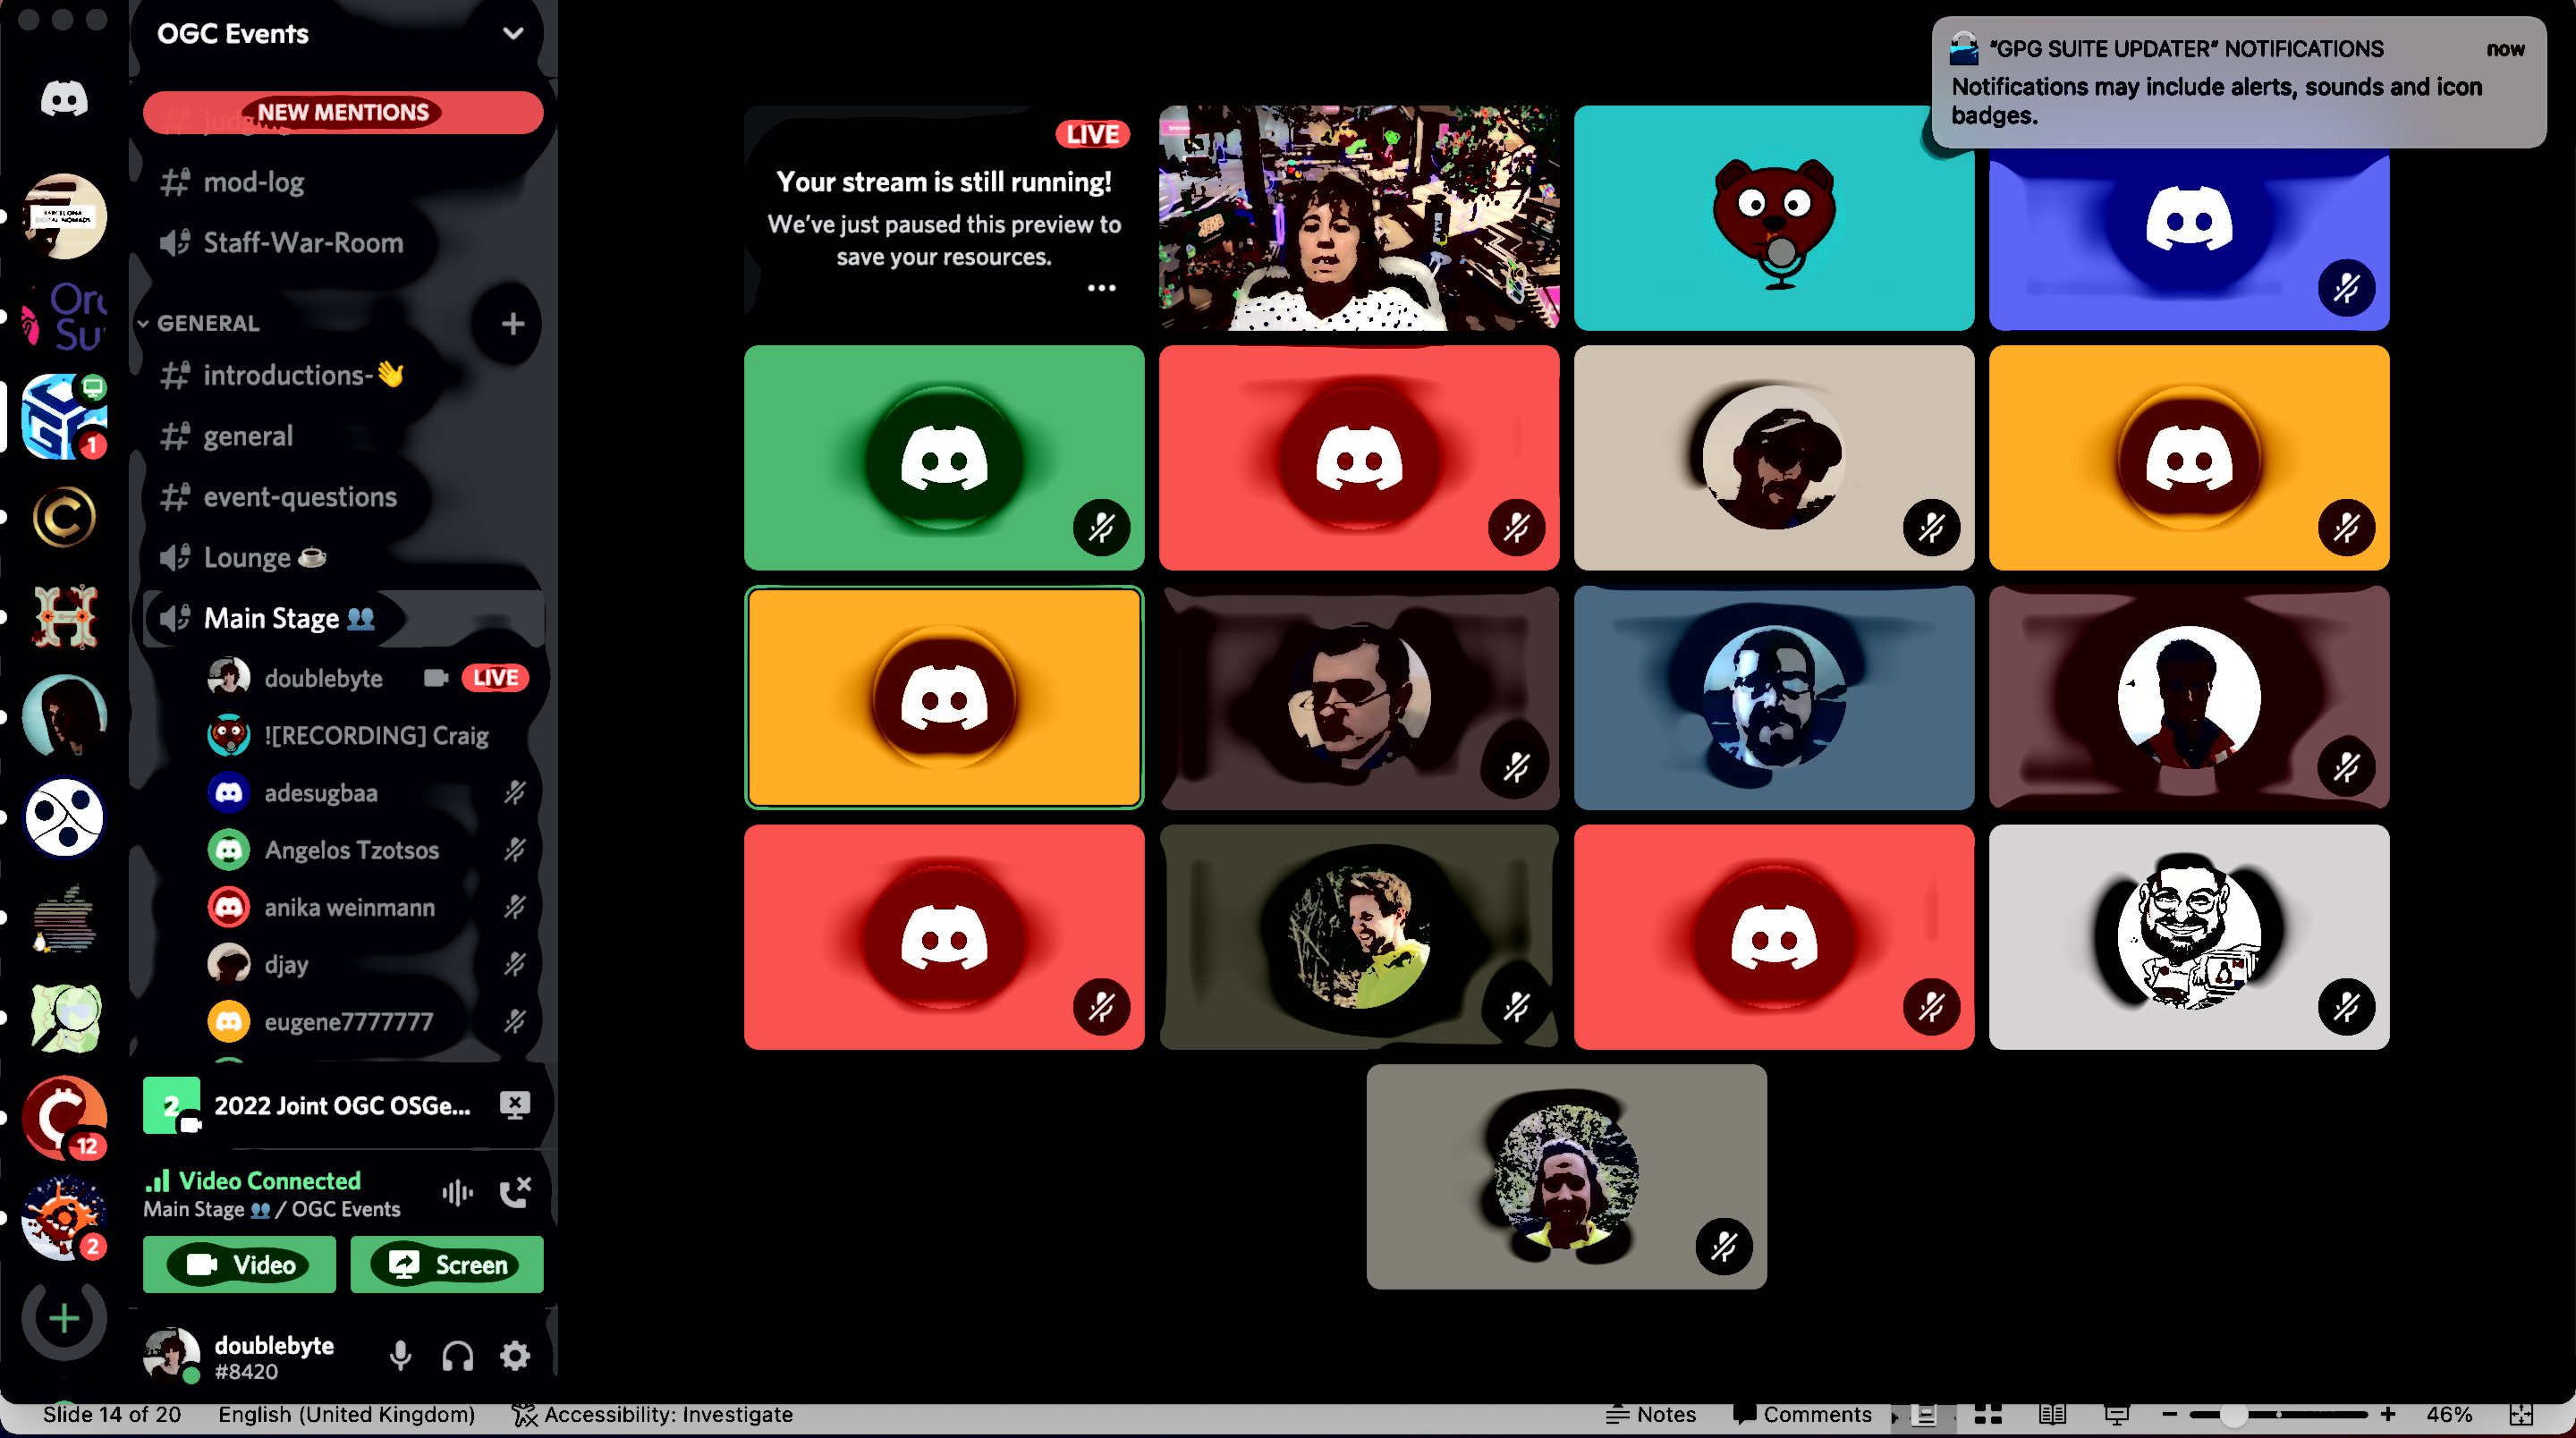 OGC Events
NEW MENTIONS
mod-log
Staff-War-Room
GENERAL
introductions-👋
general
event-questions
Lounge ☕
Main Stage 👥
doublebyte LIVE
![RECORDING] Craig
adesugbaa
Angelos Tzotsos
anika weinmann
djay
eugene7777777
2 2022 Joint OGC OSGe...
Video Connected
Main Stage 👥 / OGC Events
Video Screen
doublebyte
#8420
1
12
2
LIVE
Your stream is still running!
We've just paused this preview to
save your resources.
"GPG SUITE UPDATER" NOTIFICATIONS now
Notifications may include alerts, sounds and icon
badges.
Slide 14 of 20 English (United Kingdom) Accessibility: Investigate Notes Comments 46%